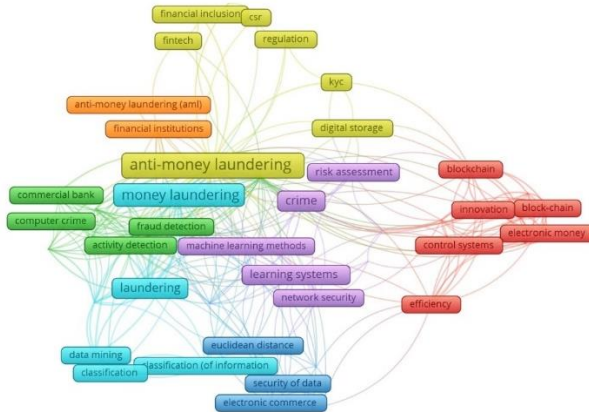 financial inclusion
csr
fintech
regulation
kyc
anti-money laundering (aml)
financial institutions
digital storage
anti-money laundering
risk assessment
blockchain
commercial bank
money laundering
crime
innovation
block-chain
computer crime
fraud detection
electronic money
activity detection
machine learning methods
control systems
learning systems
laundering
network security
efficiency
euclidean distance
data mining
classification (of information
classification
security of data
electronic commerce